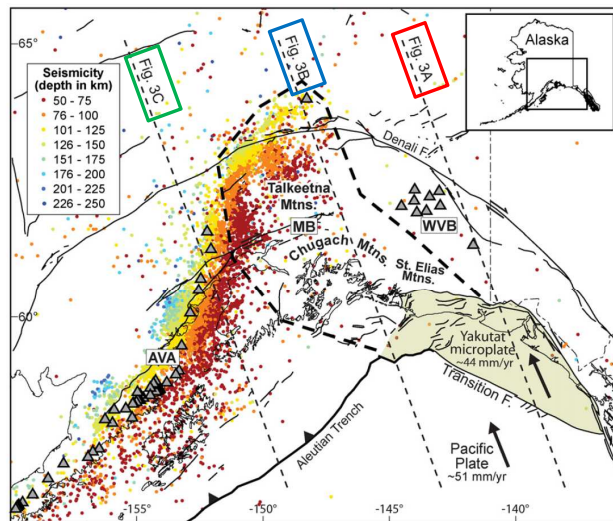 65°
Fig. 3C
Fig. 3B
Fig. 3A
Alaska
Seismicity
(depth in km)
50 - 75
76 - 100
101 - 125
126 - 150
151 - 175
176 - 200
201 - 225
226 - 250
Denali F.
Talkeetna
Mtns.
MB
WVB
Chugach Mtns.
St. Elias
Mtns.
60
Yakutat
microplate
~44 mm/yr
AVA
Transition F.
Aleutian Trench
Pacific
Plate
~51 mm/yr
-155
-150
-145
-140°